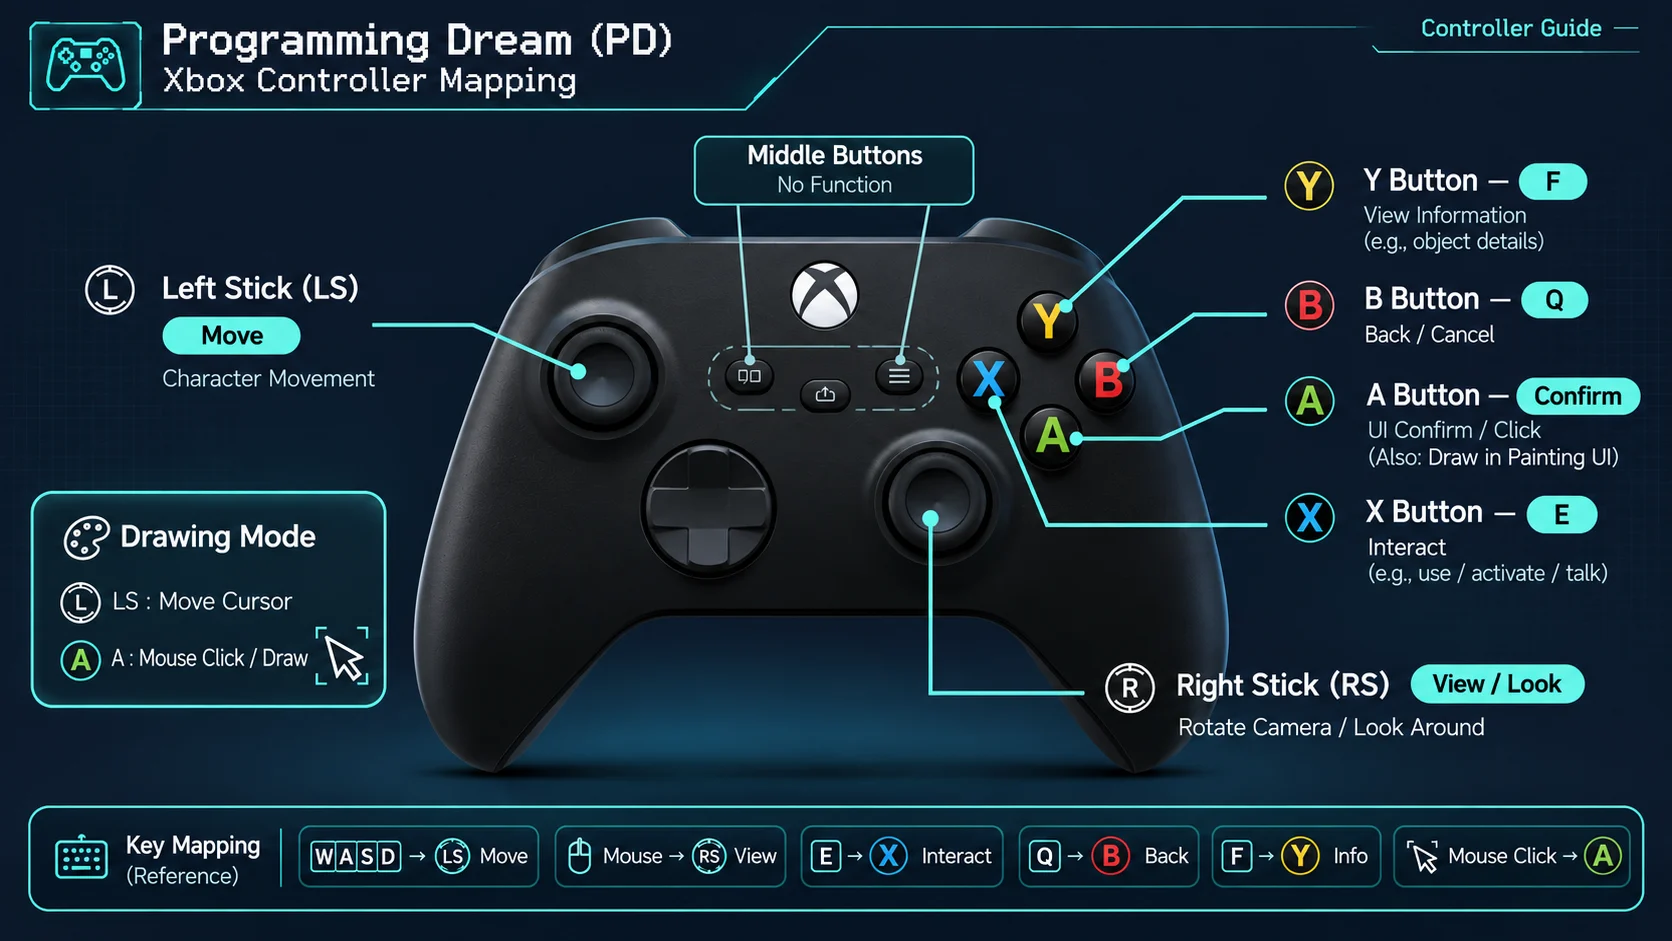 Programming Dream (PD)
Xbox Controller Mapping
Controller Guide
Middle Buttons
No Function
L
Left Stick (LS)
Move
Character Movement
Y
Y Button — F
View Information
(e.g., object details)
B
B Button — Q
Back / Cancel
A
A Button — Confirm
UI Confirm / Click
(Also: Draw in Painting UI)
X
X Button — E
Interact
(e.g., use / activate / talk)
Y
X
B
A
Drawing Mode
L LS : Move Cursor
A A : Mouse Click / Draw
R Right Stick (RS) View / Look
Rotate Camera / Look Around
Key Mapping
(Reference)
W A S D → LS Move
Mouse → RS View
E → X Interact
Q → B Back
F → Y Info
Mouse Click → A